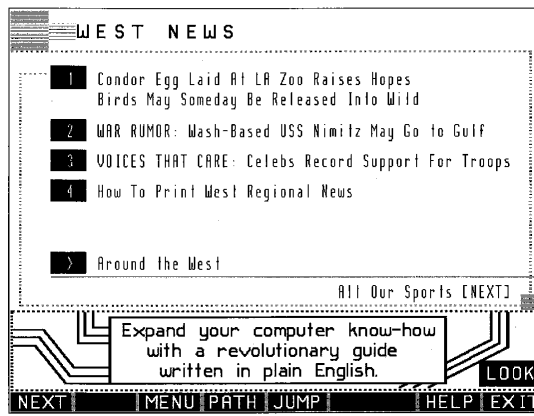 WEST NEWS
1 Condor Egg Laid At LA Zoo Raises Hopes
Birds May Someday Be Released Into Wild
2 WAR RUMOR: Wash-Based USS Nimitz May Go to Gulf
3 VOICES THAT CARE: Celebs Record Support For Troops
4 How To Print West Regional News
> Around the West
All Our Sports [NEXT]
Expand your computer know-how
with a revolutionary guide
written in plain English.
LOOK
NEXT MENU PATH JUMP HELP EXIT